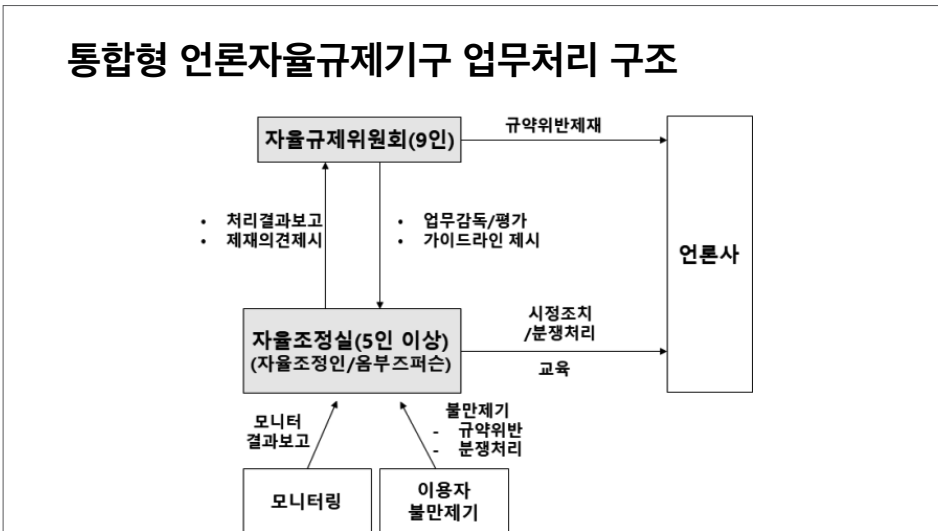 통합형 언론자율규제기구 업무처리 구조
자율규제위원회(9인)
규약위반제재
• 처리결과보고
• 제재의견제시
• 업무감독/평가
• 가이드라인 제시
언론사
자율조정실(5인 이상)
(자율조정인/옴부즈퍼슨)
시정조치
/분쟁처리
교육
모니터
결과보고
불만제기
- 규약위반
- 분쟁처리
모니터링
이용자
불만제기